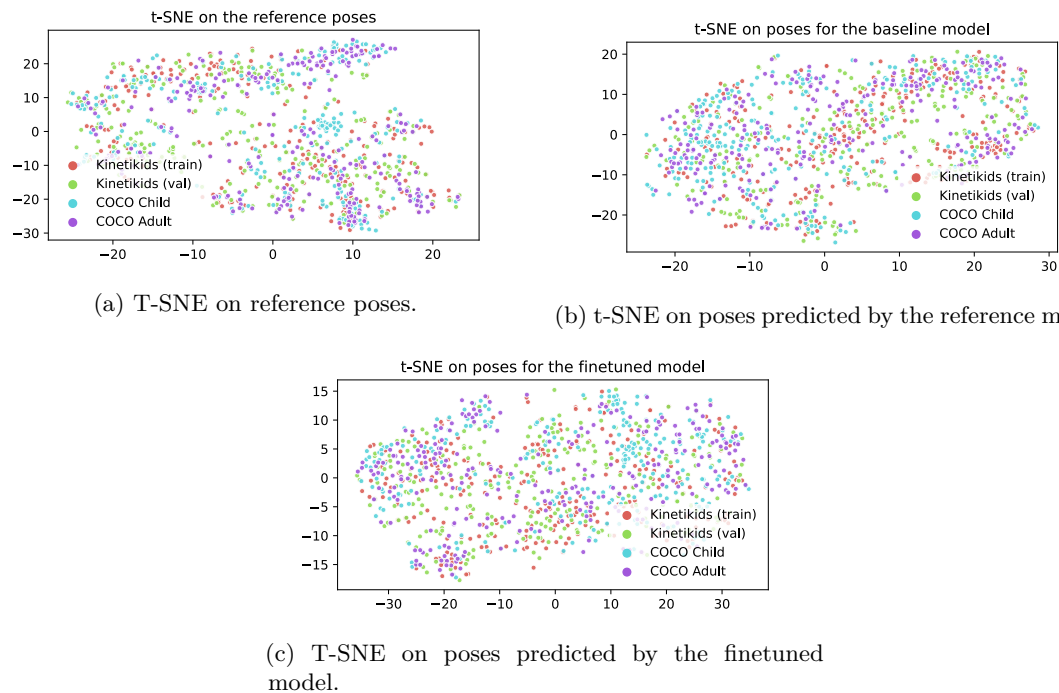 t-SNE on the reference poses
20
10
0
−10
−20
−30
Kinetikids (train)
Kinetikids (val)
COCO Child
COCO Adult
−20 −10 0 10 20
(a) T-SNE on reference poses.
t-SNE on poses for the baseline model
20
10
0
−10
−20
Kinetikids (train)
Kinetikids (val)
COCO Child
COCO Adult
−20 −10 0 10 20 30
(b) t-SNE on poses predicted by the reference m
t-SNE on poses for the finetuned model
15
10
5
0
−5
−10
−15
Kinetikids (train)
Kinetikids (val)
COCO Child
COCO Adult
−30 −20 −10 0 10 20 30
(c) T-SNE on poses predicted by the finetuned
model.